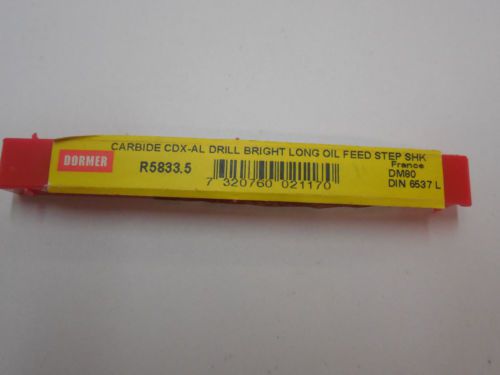 CARBIDE CDX-AL DRILL BRIGHT LONG OIL FEED STEP SHK
DORMER
R5833.5
France
DM80
DIN 6537 L
7 320760 021170